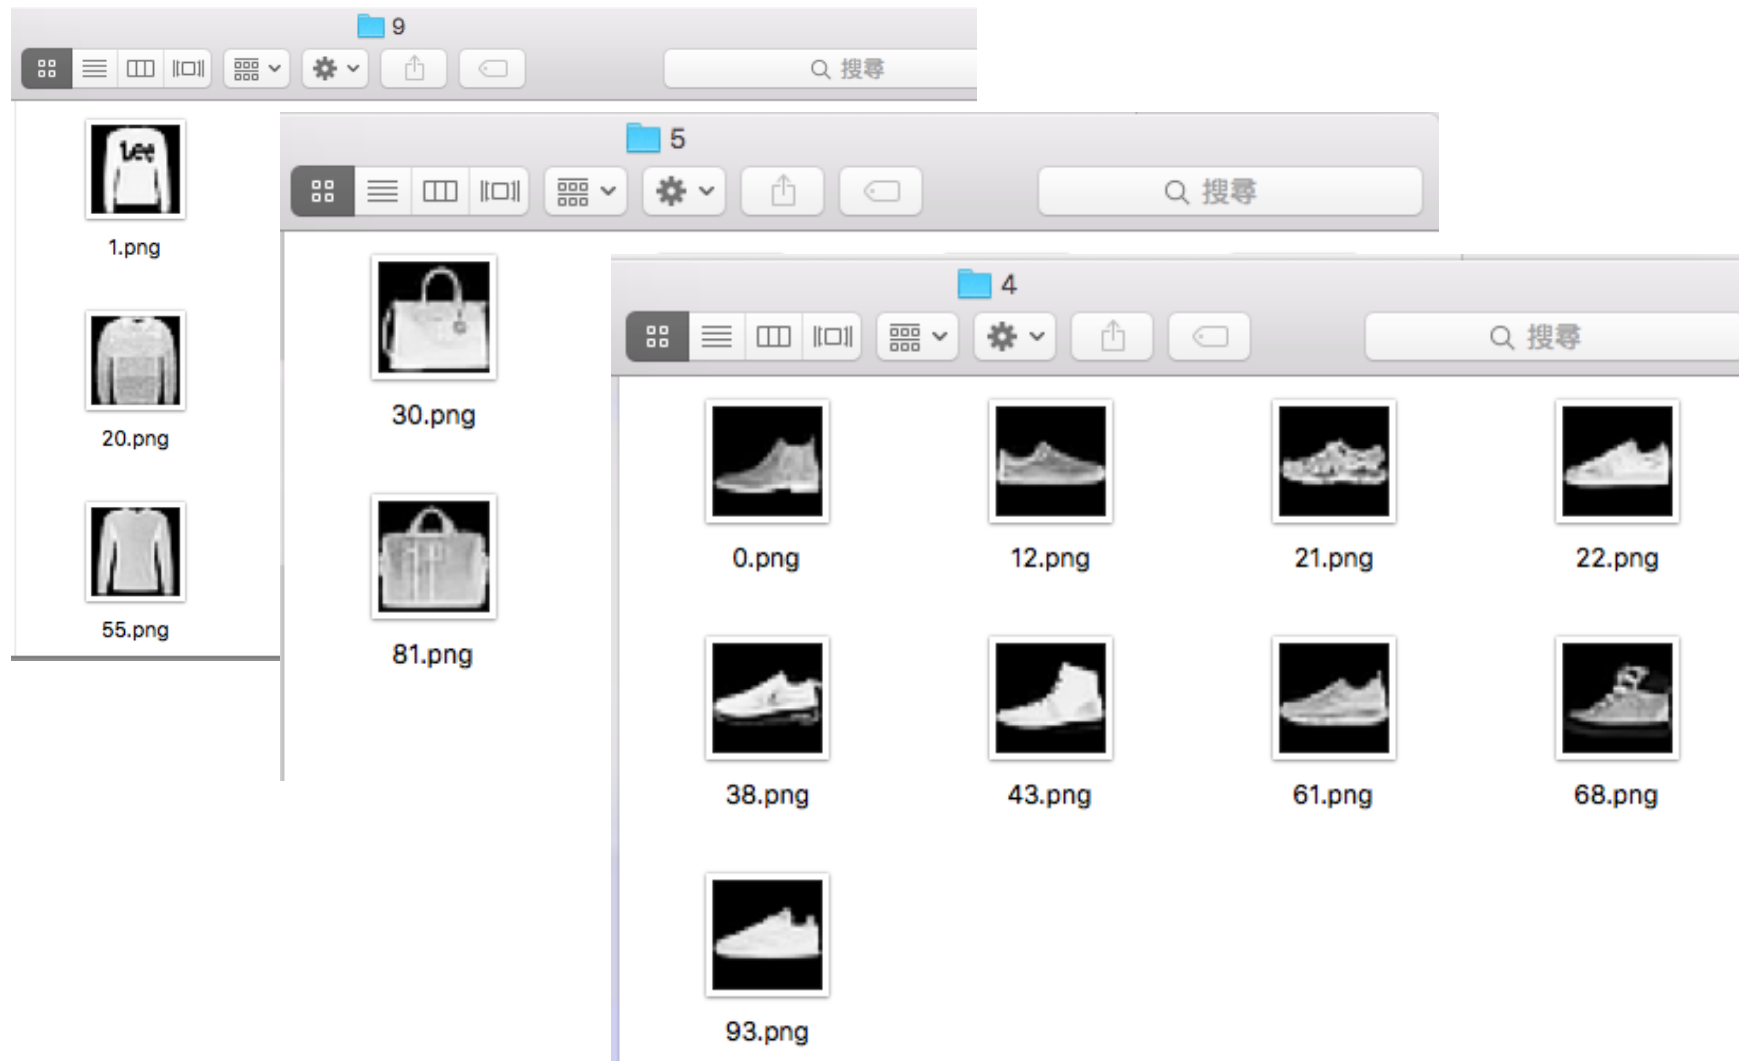 9
搜尋
Lee
1.png
20.png
55.png
5
搜尋
30.png
81.png
4
搜尋
0.png
12.png
21.png
22.png
38.png
43.png
61.png
68.png
93.png